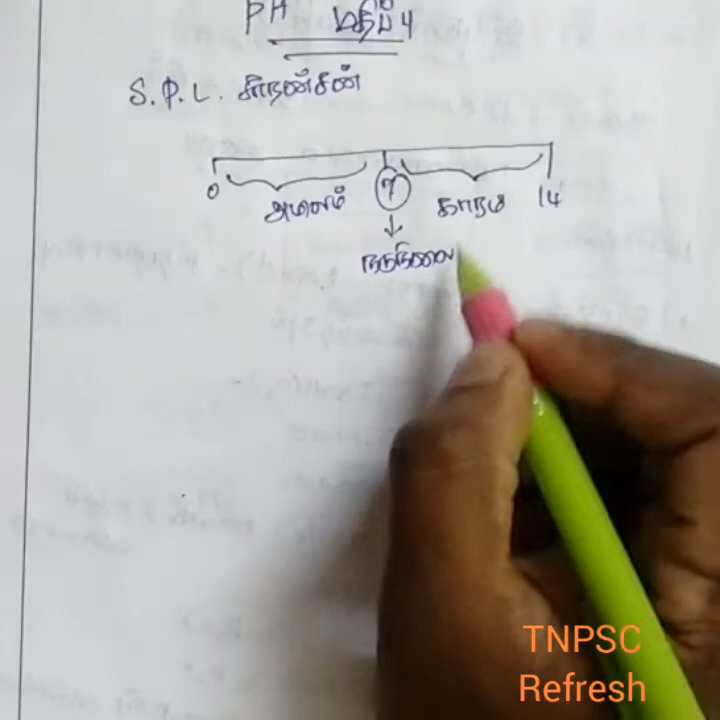 PH மதிப்பு
S.P.L. சாரன்சன்
0 அமிலம் 7 காரம் 14
நடுநிலை
TNPSC
Refresh